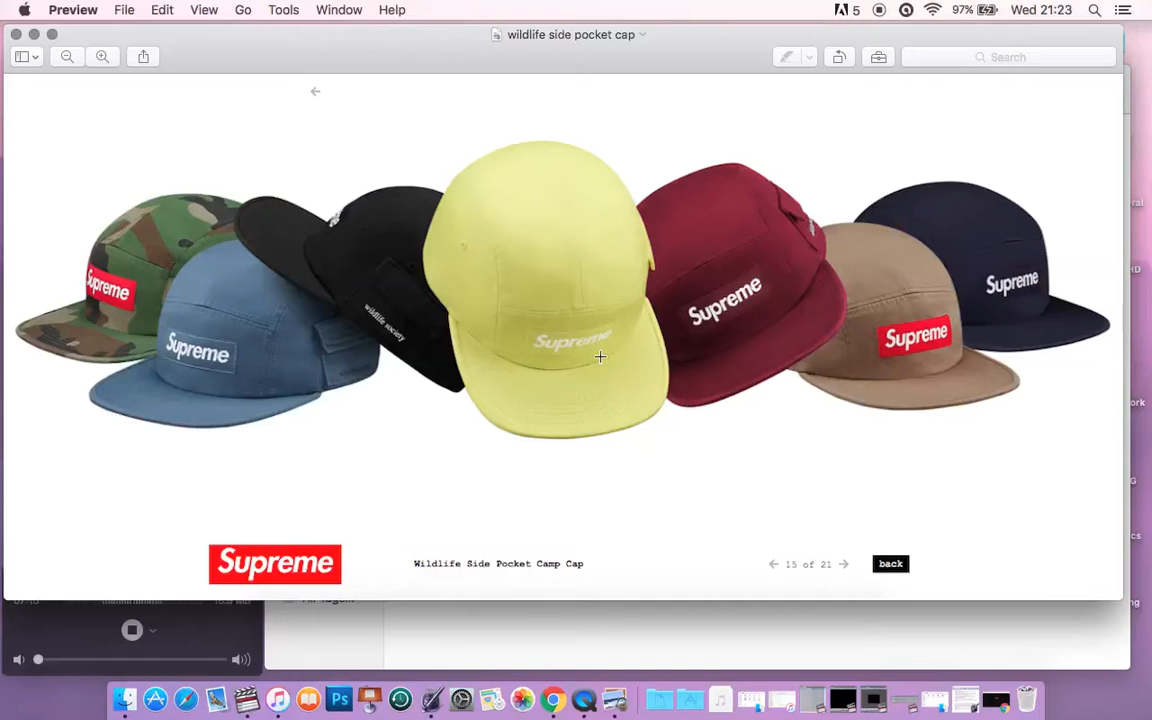 Preview File Edit View Go Tools Window Help
5 97% Wed 21:23
wildlife side pocket cap
Search
Supreme
Supreme
wildlife society
Supreme
Supreme
Supreme
Supreme
Supreme
Wildlife Side Pocket Camp Cap
15 of 21
back
Ps